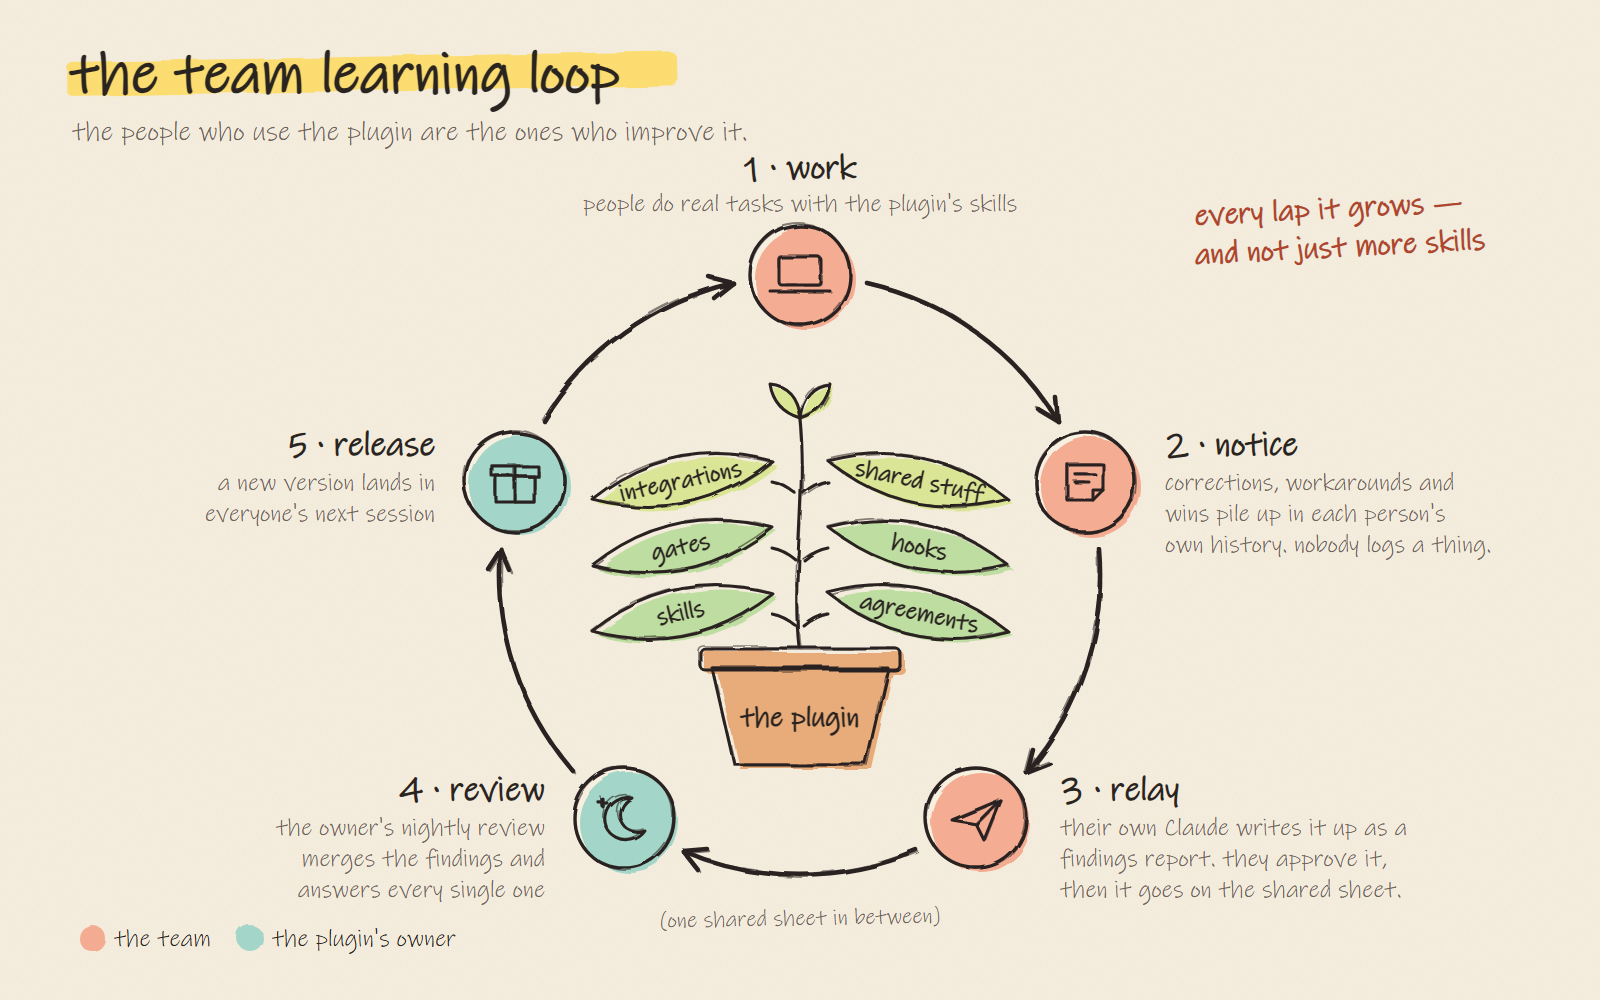 the team learning loop
the people who use the plugin are the ones who improve it.
1 · work
people do real tasks with the plugin's skills
every lap it grows —
and not just more skills
5 · release
a new version lands in
everyone's next session
2 · notice
corrections, workarounds and
wins pile up in each person's
own history. nobody logs a thing.
integrations
shared stuff
gates
hooks
skills
agreements
the plugin
4 · review
the owner's nightly review
merges the findings and
answers every single one
3 · relay
their own Claude writes it up as a
findings report. they approve it,
then it goes on the shared sheet.
(one shared sheet in between)
the team
the plugin's owner